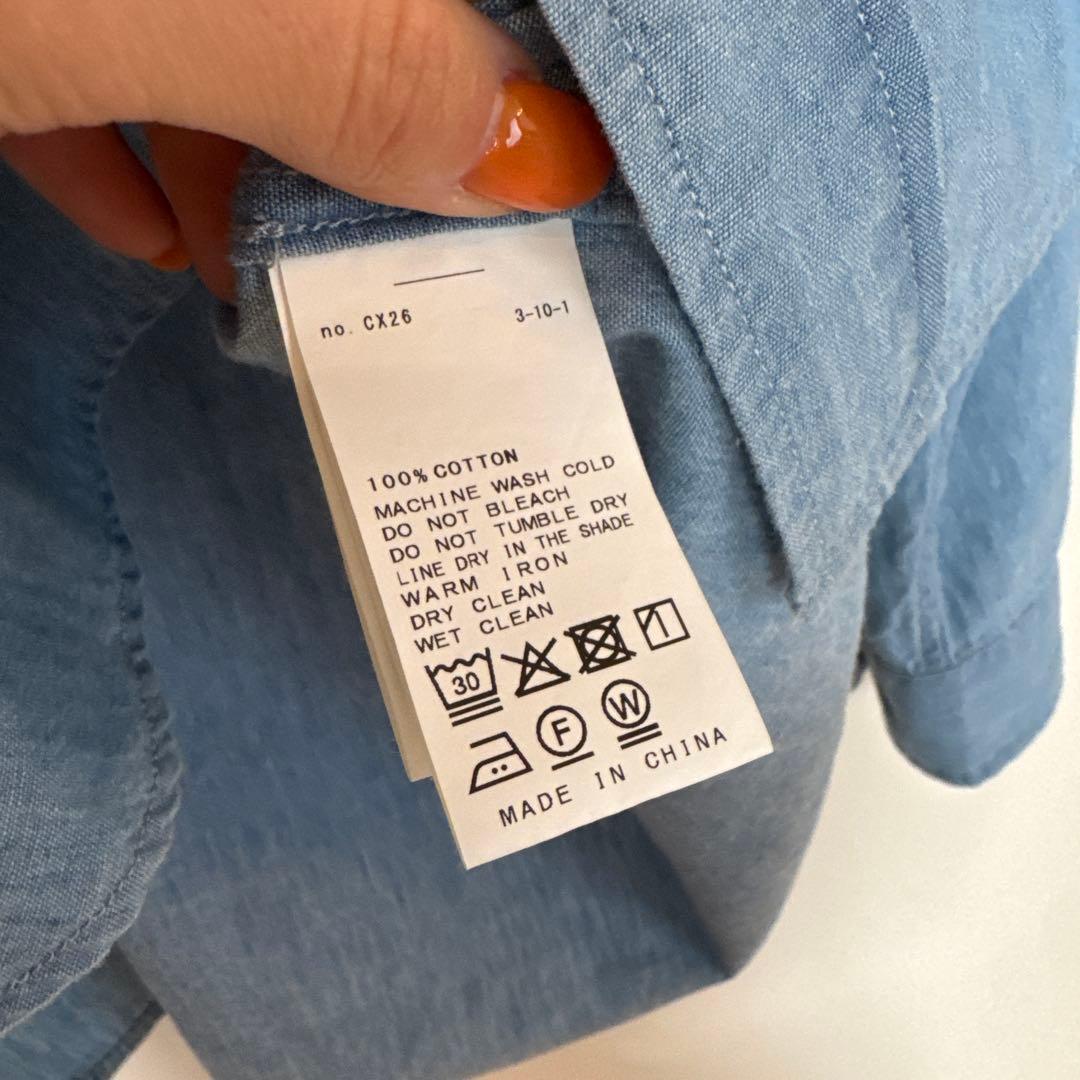 no. CX26 3-10-1
100% COTTON
MACHINE WASH COLD
DO NOT BLEACH
DO NOT TUMBLE DRY
LINE DRY IN THE SHADE
WARM IRON
DRY CLEAN
WET CLEAN
30
F W
MADE IN CHINA